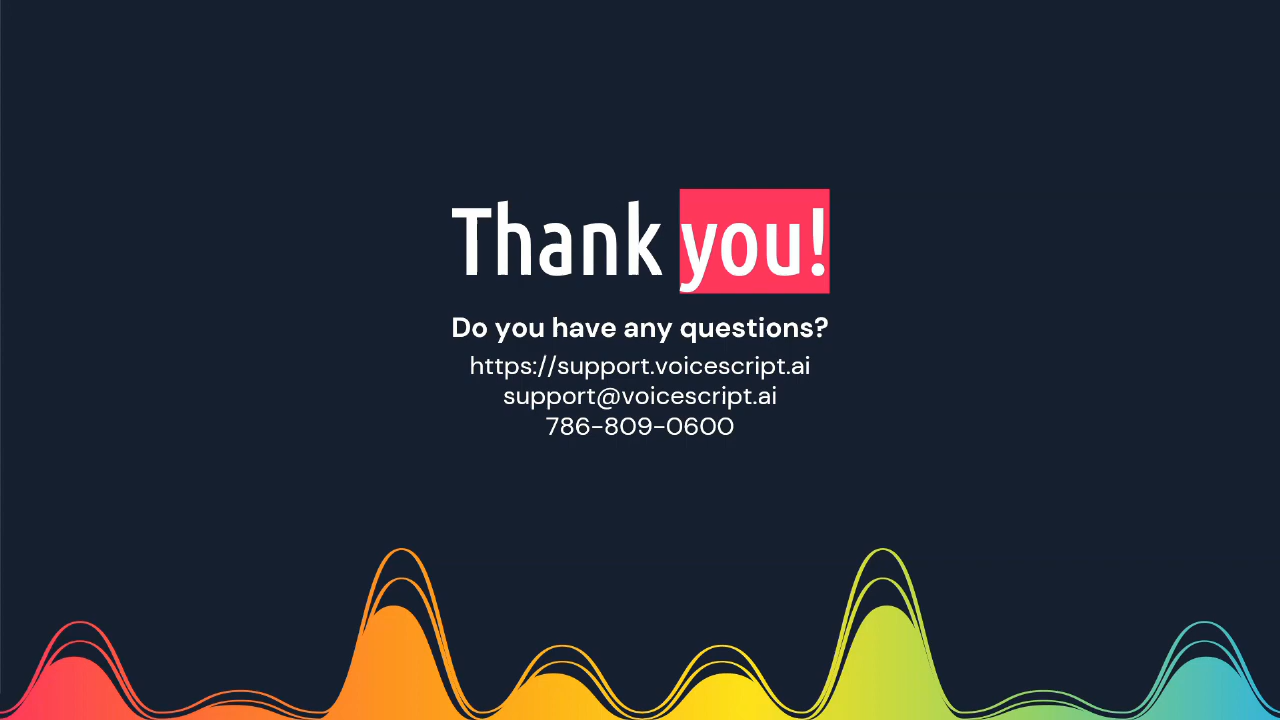 Thank you!
Do you have any questions?
https://support.voicescript.ai
support@voicescript.ai
786-809-0600